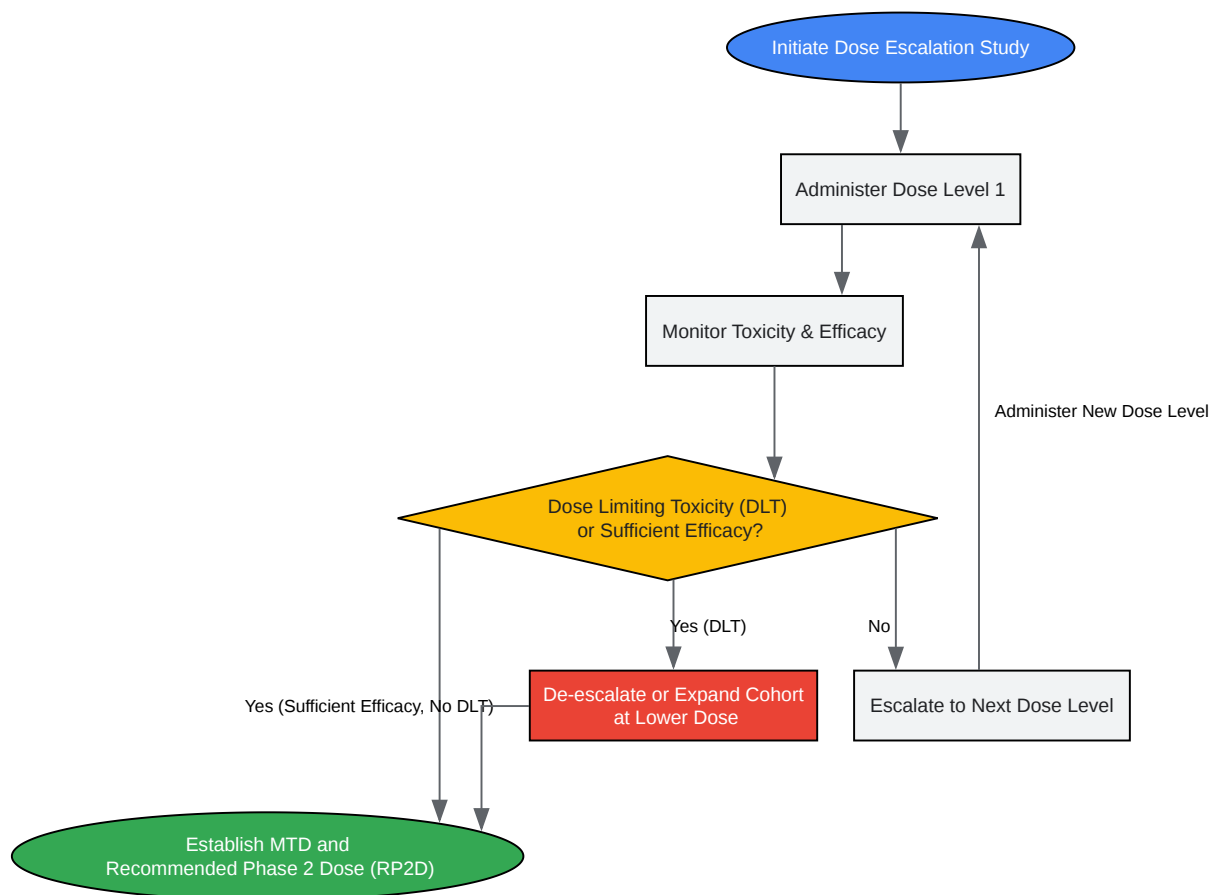 Initiate Dose Escalation Study
Administer Dose Level 1
Monitor Toxicity & Efficacy
Administer New Dose Level
Dose Limiting Toxicity (DLT)
or Sufficient Efficacy?
Yes (DLT)
No
Yes (Sufficient Efficacy, No DLT)
De-escalate or Expand Cohort
at Lower Dose
Escalate to Next Dose Level
Establish MTD and
Recommended Phase 2 Dose (RP2D)